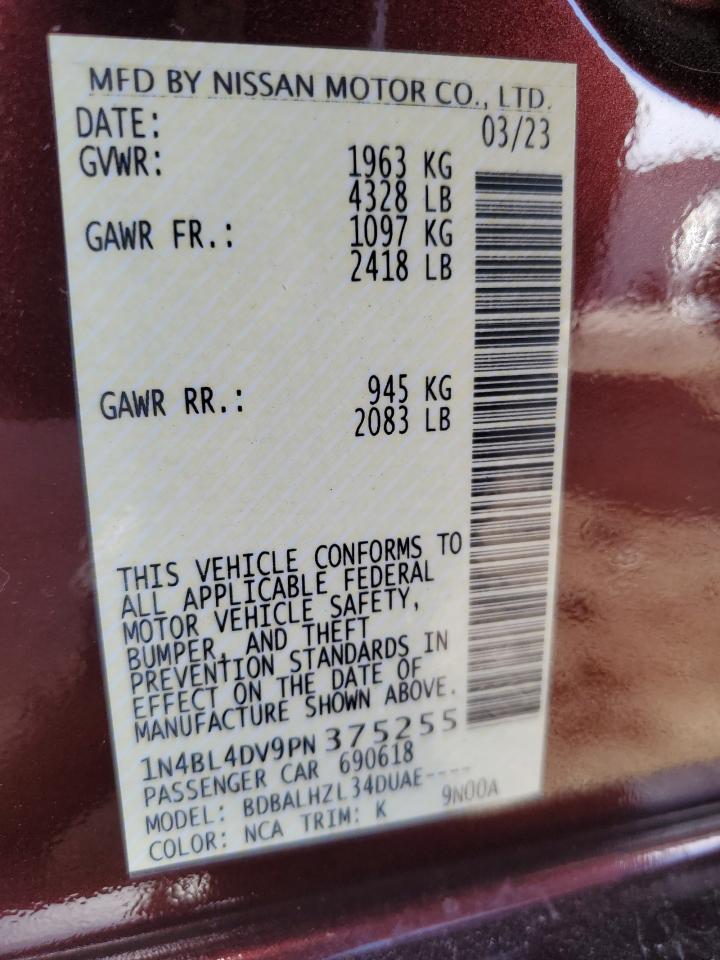 MFD BY NISSAN MOTOR CO., LTD.
DATE: 03/23
GVWR: 1963 KG
4328 LB
GAWR FR.: 1097 KG
2418 LB
GAWR RR.: 945 KG
2083 LB
THIS VEHICLE CONFORMS TO
ALL APPLICABLE FEDERAL
MOTOR VEHICLE SAFETY,
BUMPER, AND THEFT
PREVENTION STANDARDS IN
EFFECT ON THE DATE OF
MANUFACTURE SHOWN ABOVE.
1N4BL4DV9PN 375255
PASSENGER CAR 690618
MODEL: BDBALHZL34DUAE----
COLOR: NCA TRIM: K 9N00A